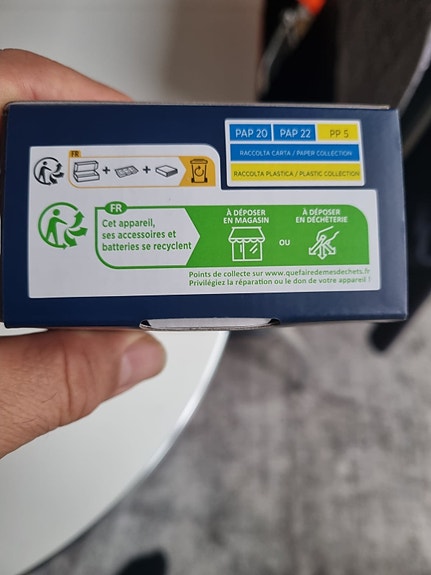 PAP 20 PAP 22 PP 5
RACCOLTA CARTA / PAPER COLLECTION
RACCOLTA PLASTICA / PLASTIC COLLECTION
FR
+ + 
FR
Cet appareil,
ses accessoires et
batteries se recyclent
À DÉPOSER
EN MAGASIN
OU
À DÉPOSER
EN DÉCHÈTERIE
Points de collecte sur www.quefairedemesdechets.fr
Privilégiez la réparation ou le don de votre appareil !